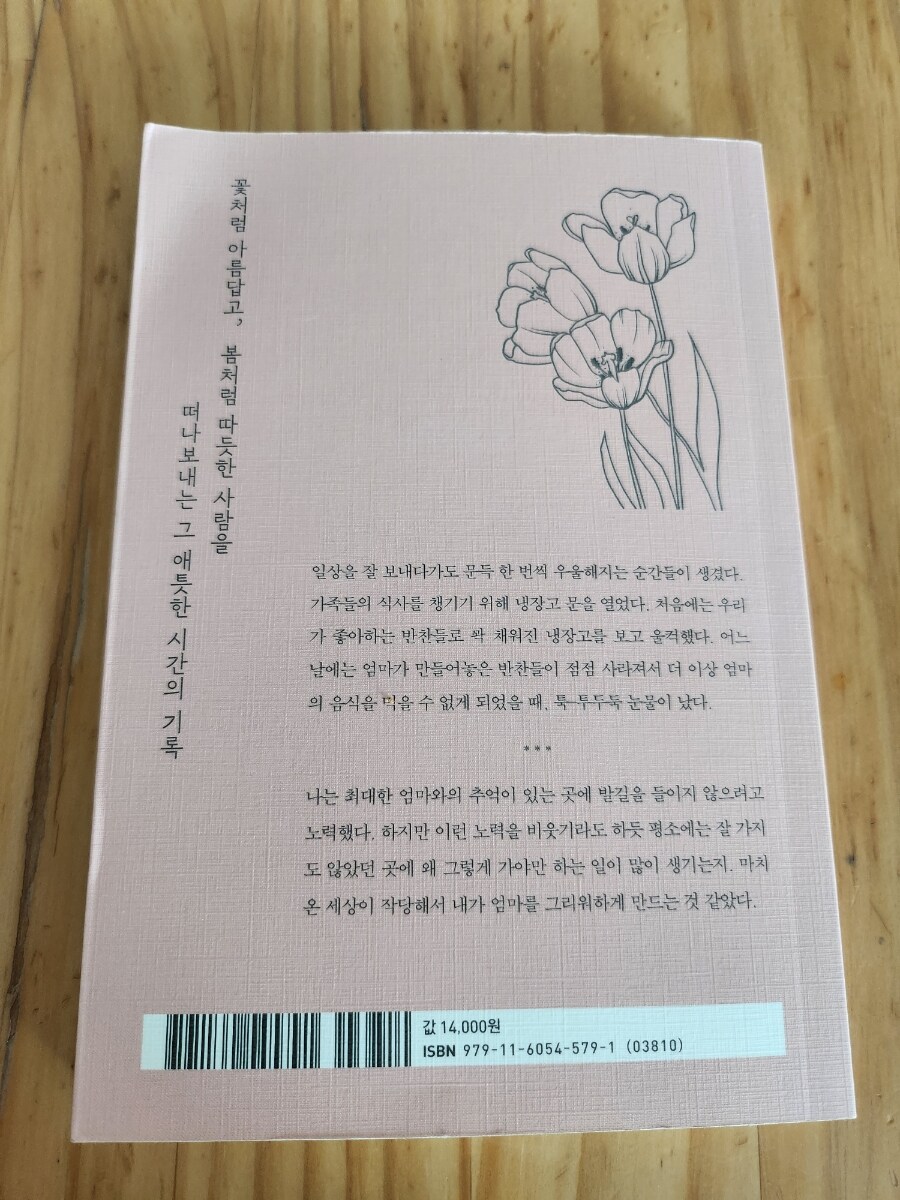 꽃처럼 아름답고, 봄처럼 따듯한 사람을
떠나보내는 그 애틋한 시간의 기록
일상을 잘 보내다가도 문득 한 번씩 우울해지는 순간들이 생겼다.
가족들의 식사를 챙기기 위해 냉장고 문을 열었다. 처음에는 우리
가 좋아하는 반찬들로 꽉 채워진 냉장고를 보고 울컥했다. 어느
날에는 엄마가 만들어놓은 반찬들이 점점 사라져서 더 이상 엄마
의 음식을 먹을 수 없게 되었을 때, 툭 투두둑 눈물이 났다.
***
나는 최대한 엄마와의 추억이 있는 곳에 발길을 들이지 않으려고
노력했다. 하지만 이런 노력을 비웃기라도 하듯 평소에는 잘 가지
도 않았던 곳에 왜 그렇게 가야만 하는 일이 많이 생기는지. 마치
온 세상이 작당해서 내가 엄마를 그리워하게 만드는 것 같았다.
값 14,000원
ISBN 979-11-6054-579-1 (03810)